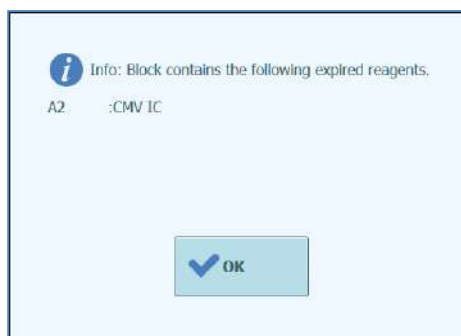 Info: Block contains the following expired reagents.
A2 :CMV IC
OK